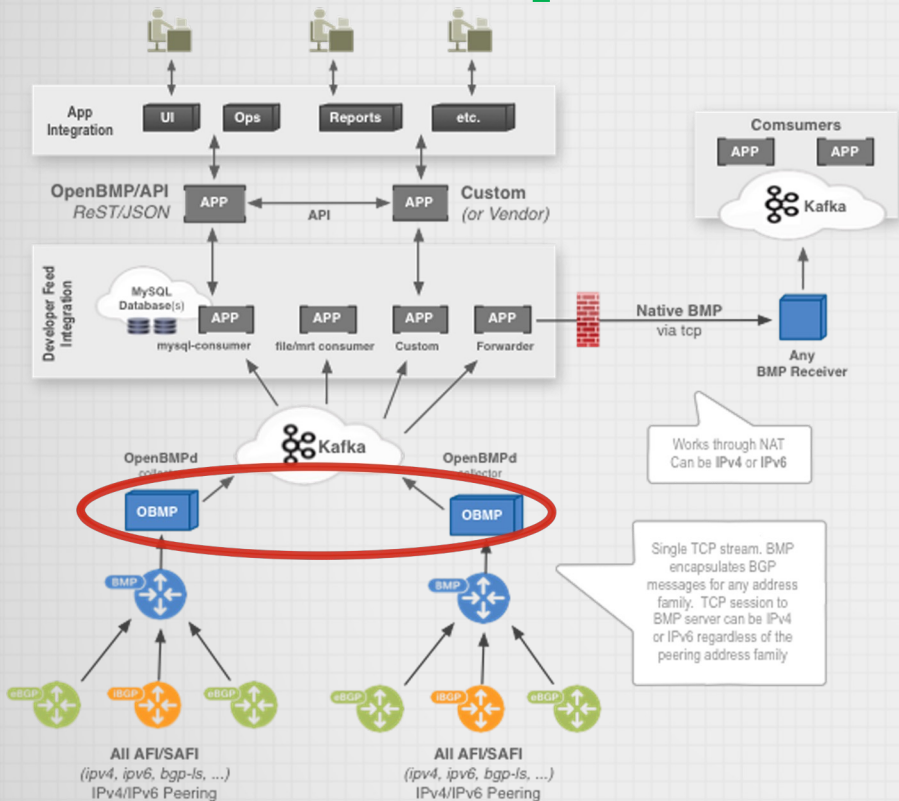 App
Integration
UI
Ops
Reports
etc.
Comsumers
APP
APP
Kafka
OpenBMP/API
ReST/JSON
APP
API
APP
Custom
(or Vendor)
Developer Feed
Integration
MySQL
Database(s)
APP
mysql-consumer
APP
file/mrt consumer
APP
Custom
APP
Forwarder
Native BMP
via tcp
Any
BMP Receiver
Works through NAT
Can be IPv4 or IPv6
Kafka
OpenBMPd
collector
OBMP
OpenBMPd
collector
OBMP
Single TCP stream. BMP
encapsulates BGP
messages for any address
family. TCP session to
BMP server can be IPv4
or IPv6 regardless of the
peering address family
BMP
BMP
eBGP
iBGP
eBGP
eBGP
iBGP
eBGP
All AFI/SAFI
(ipv4, ipv6, bgp-ls, ...)
IPv4/IPv6 Peering
All AFI/SAFI
(ipv4, ipv6, bgp-ls, ...)
IPv4/IPv6 Peering